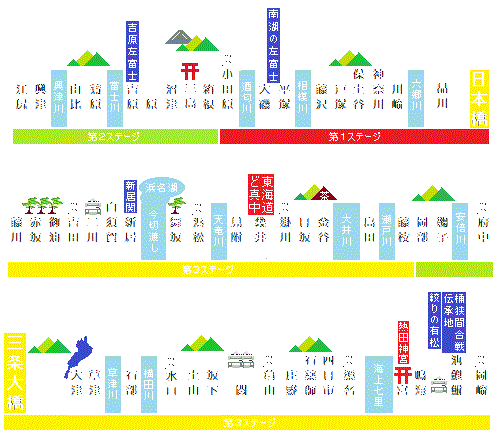 日本橋
品川
六郷川
川崎
神奈川
保土谷
戸塚
藤沢
相模川
平塚
大磯
南湖の左富士
酒匂川
小田原
箱根
三島
沼津
原
吉原
吉原左富士
富士川
蒲原
由比
興津川
興津
江尻
第1ステージ
第2ステージ
府中
安倍川
鞠子
岡部
藤枝
瀬戸川
島田
大井川
茶
金谷
日坂
掛川
東海道
ど真中
袋井
見附
天竜川
浜松
舞坂
浜名湖
今切渡し
新居関
新居
白須賀
二川
吉田
御油
赤坂
藤川
第3ステージ
岡崎
桶狭間合戦
伝承地
池鯉鮒
絞りの有松
鳴海
熱田神宮
宮
海上七里
桑名
四日市
石薬師
庄野
亀山
関
坂下
土山
水口
横田川
石部
草津川
草津
大津
三条大橋
第3ステージ